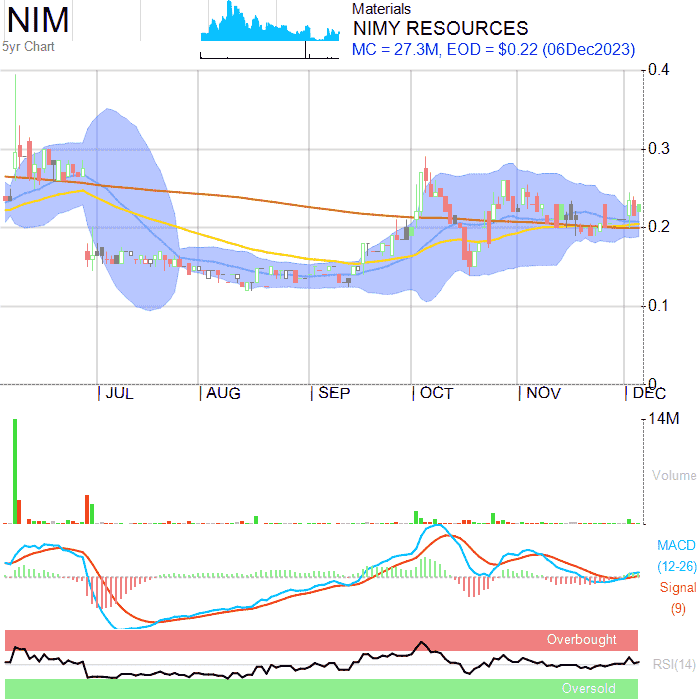 NIM
5yr Chart
Materials
NIMY RESOURCES
MC = 27.3M, EOD = $0.22 (06Dec2023)
0.4
0.3
0.2
0.1
0
JUL AUG SEP OCT NOV DEC
14M
Volume
MACD
(12-26)
Signal
(9)
Overbought
RSI(14)
Oversold